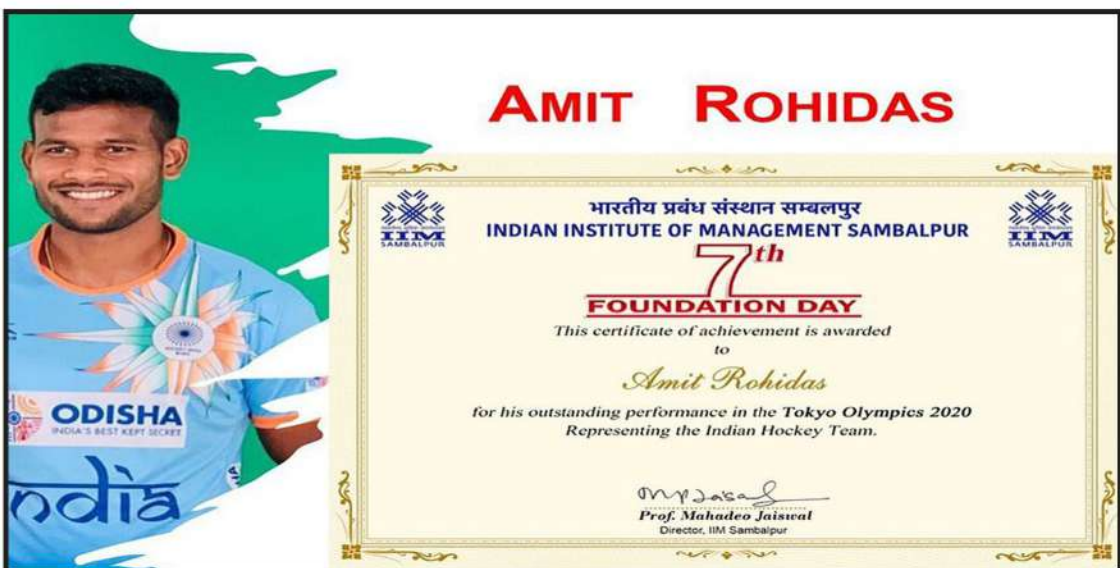 AMIT ROHIDAS
भारतीय प्रबंध संस्थान सम्बलपुर
INDIAN INSTITUTE OF MANAGEMENT SAMBALPUR
IIM
SAMBALPUR
IIM
SAMBALPUR
7th
FOUNDATION DAY
This certificate of achievement is awarded
to
Amit Rohidas
for his outstanding performance in the Tokyo Olympics 2020
Representing the Indian Hockey Team.
Prof. Mahadeo Jaiswal
Director, IIM Sambalpur
ODISHA
INDIA'S BEST KEPT SECRET
india